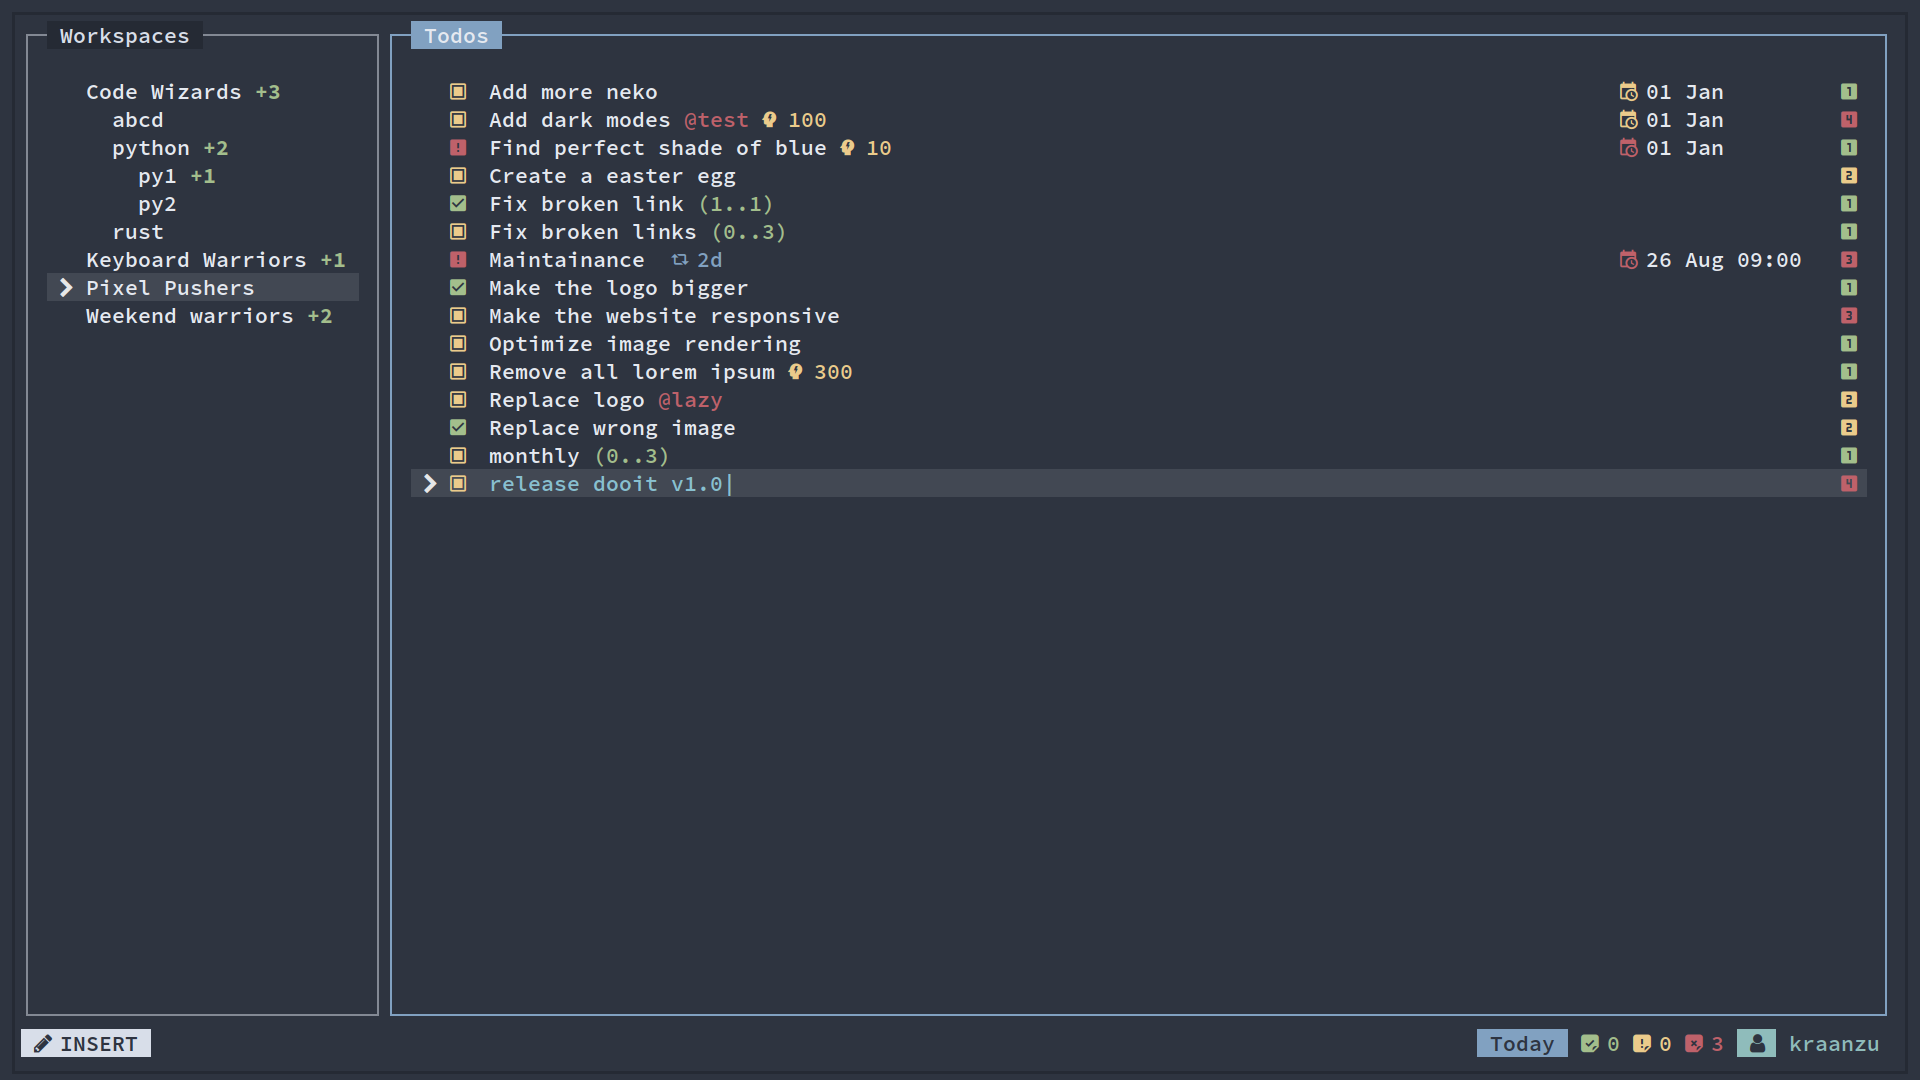 Workspaces
Code Wizards +3
abcd
python +2
py1 +1
py2
rust
Keyboard Warriors +1
Pixel Pushers
Weekend warriors +2
Todos
Add more neko 01 Jan 1
Add dark modes @test 100 01 Jan 4
! Find perfect shade of blue 10 01 Jan 1
Create a easter egg 2
Fix broken link (1..1) 1
Fix broken links (0..3) 1
! Maintainance 2d 26 Aug 09:00 3
Make the logo bigger 1
Make the website responsive 3
Optimize image rendering 1
Remove all lorem ipsum 300 1
Replace logo @lazy 2
Replace wrong image 2
monthly (0..3) 1
release dooit v1.0 4
INSERT Today 0 ! 0 3 kraanzu